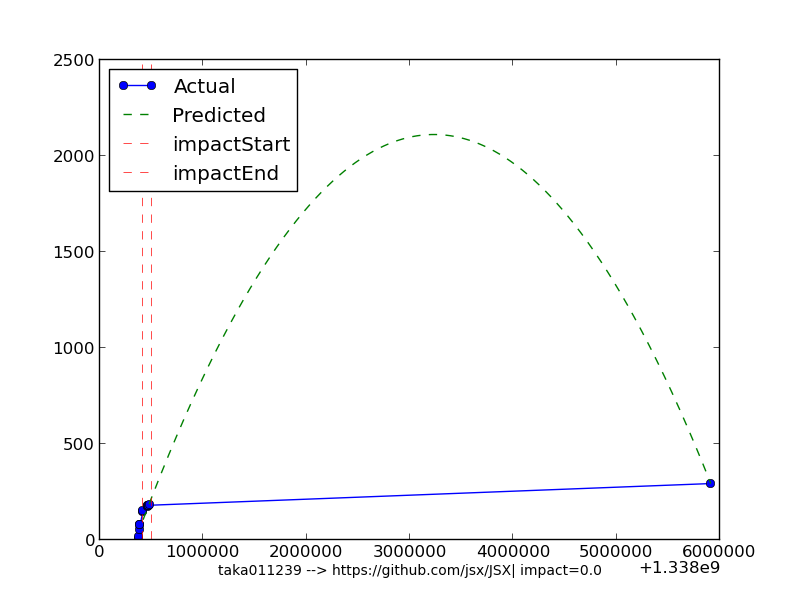 2500
2000
1500
1000
500
0
Actual
Predicted
impactStart
impactEnd
0 1000000 2000000 3000000 4000000 5000000 6000000
+1.338e9
taka011239 --> https://github.com/jsx/JSX| impact=0.0